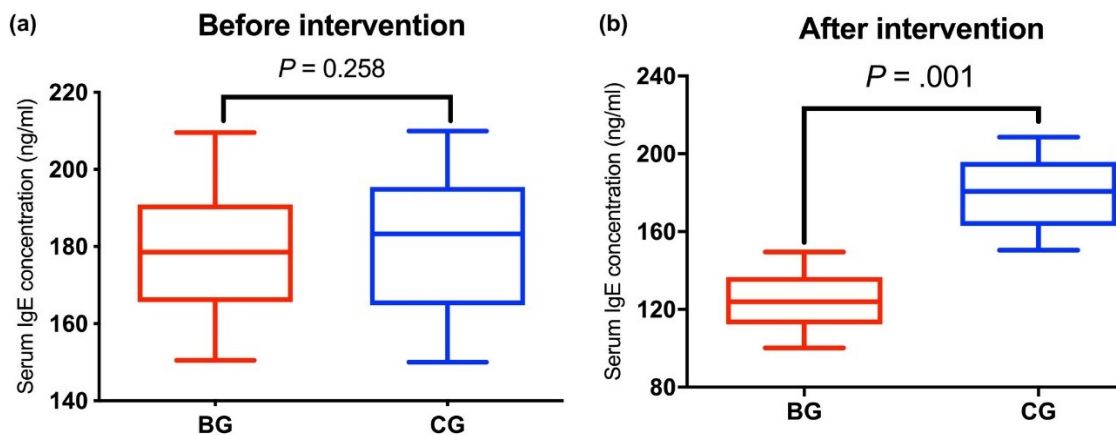 (a)
Before intervention
P = 0.258
Serum IgE concentration (ng/ml)
220
200
180
160
140
BG
CG
(b)
After intervention
P = .001
Serum IgE concentration (ng/ml)
240
200
160
120
80
BG
CG